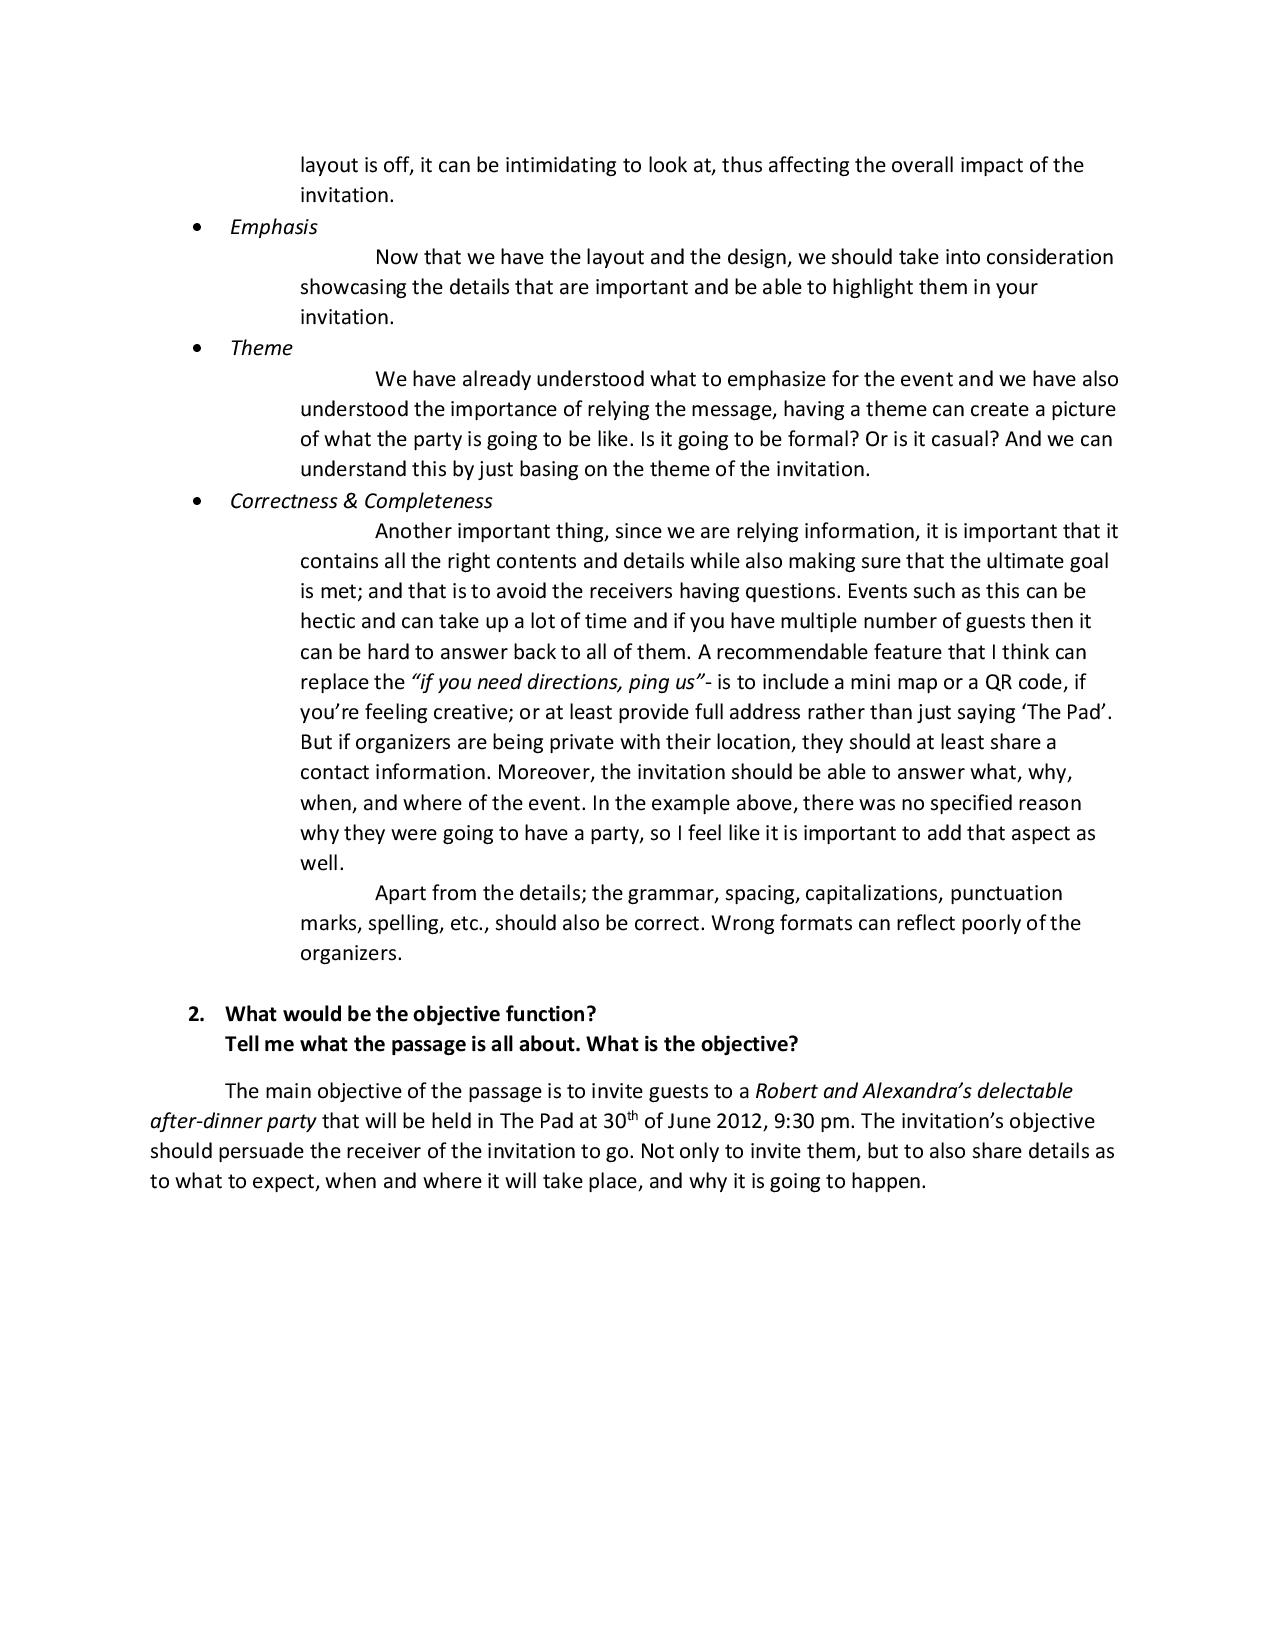 layout is off, it can be intimidating to look at, thus affecting the overall impact of the
invitation.
• Emphasis
Now that we have the layout and the design, we should take into consideration
showcasing the details that are important and be able to highlight them in your
invitation.
• Theme
We have already understood what to emphasize for the event and we have also
understood the importance of relying the message, having a theme can create a picture
of what the party is going to be like. Is it going to be formal? Or is it casual? And we can
understand this by just basing on the theme of the invitation.
• Correctness & Completeness
Another important thing, since we are relying information, it is important that it
contains all the right contents and details while also making sure that the ultimate goal
is met; and that is to avoid the receivers having questions. Events such as this can be
hectic and can take up a lot of time and if you have multiple number of guests then it
can be hard to answer back to all of them. A recommendable feature that I think can
replace the “if you need directions, ping us”- is to include a mini map or a QR code, if
you’re feeling creative; or at least provide full address rather than just saying ‘The Pad’.
But if organizers are being private with their location, they should at least share a
contact information. Moreover, the invitation should be able to answer what, why,
when, and where of the event. In the example above, there was no specified reason
why they were going to have a party, so I feel like it is important to add that aspect as
well.
Apart from the details; the grammar, spacing, capitalizations, punctuation
marks, spelling, etc., should also be correct. Wrong formats can reflect poorly of the
organizers.
2. What would be the objective function?
Tell me what the passage is all about. What is the objective?
The main objective of the passage is to invite guests to a Robert and Alexandra’s delectable
after-dinner party that will be held in The Pad at 30th of June 2012, 9:30 pm. The invitation’s objective
should persuade the receiver of the invitation to go. Not only to invite them, but to also share details as
to what to expect, when and where it will take place, and why it is going to happen.